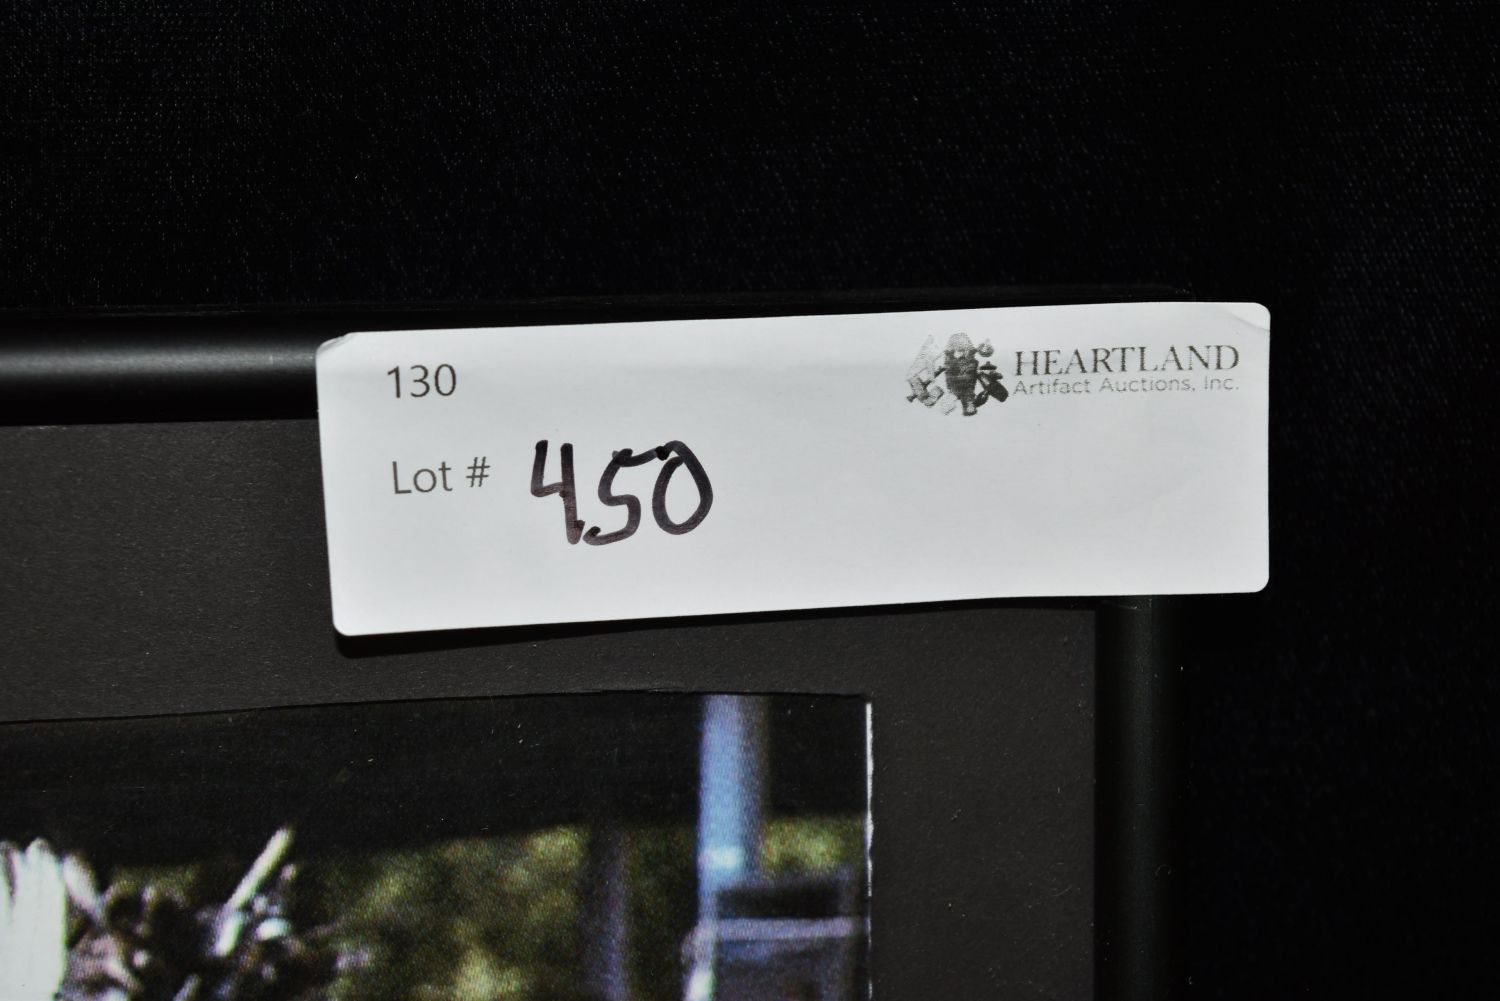 130
HEARTLAND
Artifact Auctions, Inc.
Lot # 450